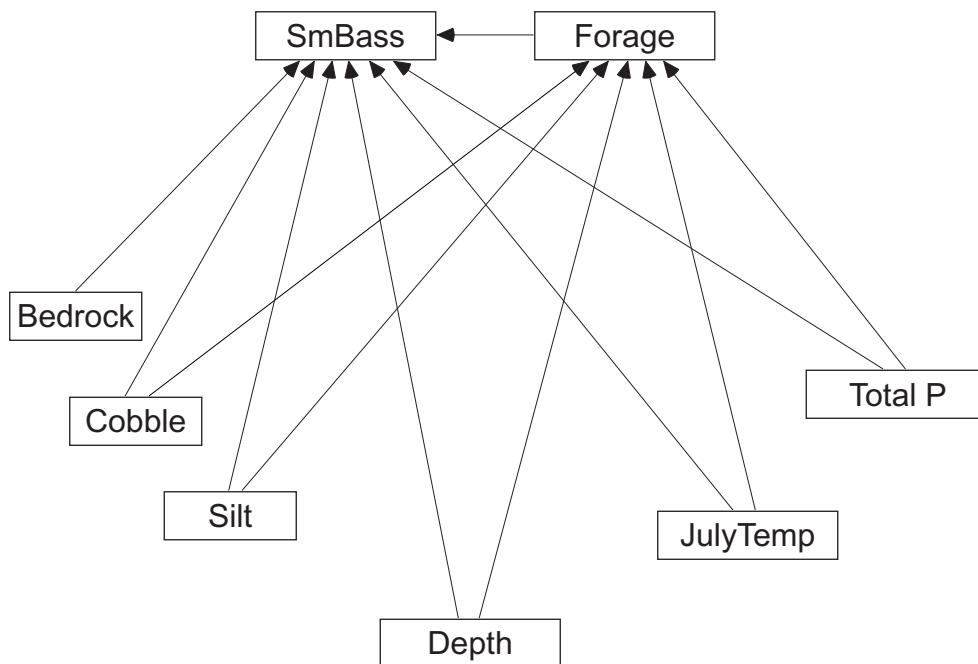 SmBass
Forage
Bedrock
Total P
Cobble
Silt
JulyTemp
Depth